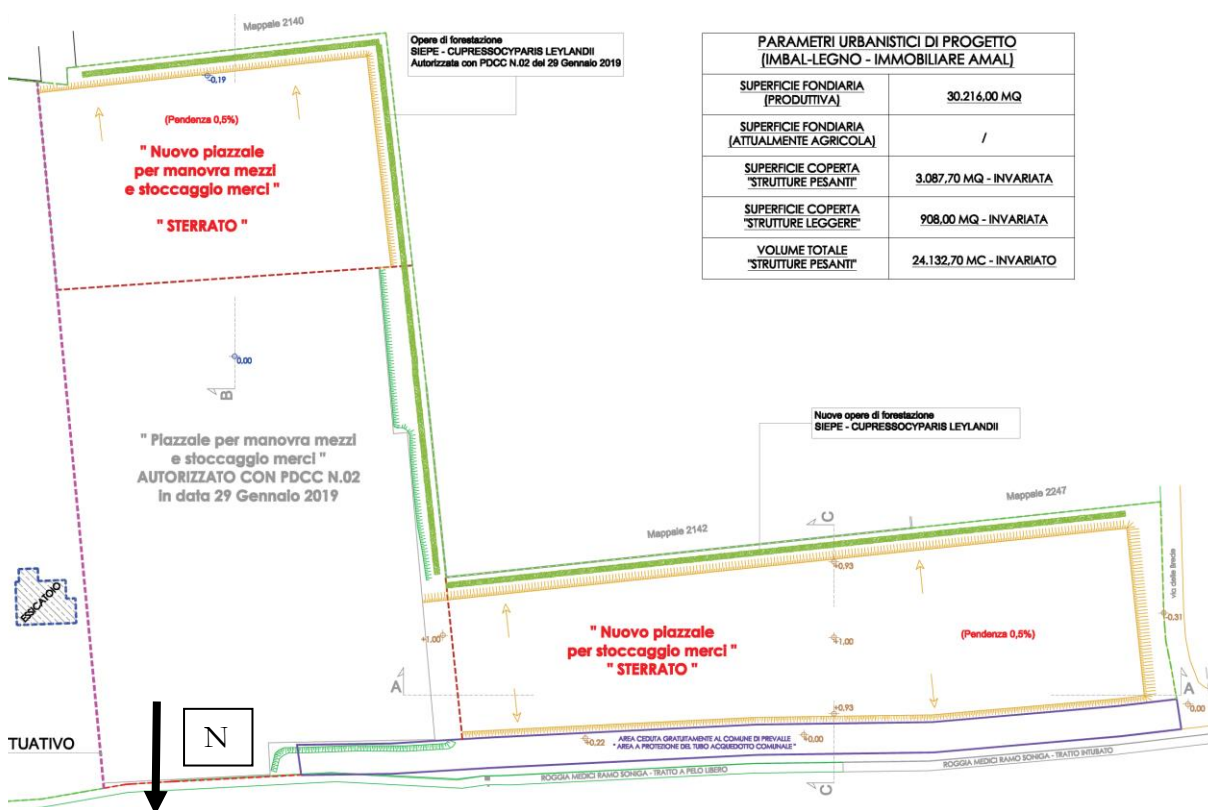 Mappale 2140
Opere di forestazione
SIEPE - CUPRESSOCYPARIS LEYLANDII
Autorizzata con PDCC N.02 del 29 Gennaio 2019
PARAMETRI URBANISTICI DI PROGETTO
(IMBAL-LEGNO - IMMOBILIARE AMAL)
SUPERFICIE FONDIARIA
(PRODUTTIVA)
30.216,00 MQ
SUPERFICIE FONDIARIA
(ATTUALMENTE AGRICOLA)
/
SUPERFICIE COPERTA
"STRUTTURE PESANTI"
3.087,70 MQ - INVARIATA
SUPERFICIE COPERTA
"STRUTTURE LEGGERE"
908,00 MQ - INVARIATA
VOLUME TOTALE
"STRUTTURE PESANTI"
24.132,70 MC - INVARIATO
-0.19
(Pendenza 0,5%)
" Nuovo piazzale
per manovra mezzi
e stoccaggio merci "
" STERRATO "
0.00
B
" Piazzale per manovra mezzi
e stoccaggio merci "
AUTORIZZATO CON PDCC N.02
in data 29 Gennaio 2019
Nuove opere di forestazione
SIEPE - CUPRESSOCYPARIS LEYLANDII
Mappale 2142
Mappale 2247
C
+0.93
via delle Brede
ESSICATOIO
+1.00
" Nuovo piazzale
per stoccaggio merci "
" STERRATO "
+1.00
(Pendenza 0,5%)
-0.31
A
A
+0.93
0.00
N
TUATIVO
-0.22
AREA CEDUTA GRATUITAMENTE AL COMUNE DI PREVALLE
" AREA A PROTEZIONE DEL TUBO ACQUEDOTTO COMUNALE "
-0.00
ROGGIA MEDICI RAMO SONIGA - TRATTO A PELO LIBERO
ROGGIA MEDICI RAMO SONIGA - TRATTO INTUBATO
C